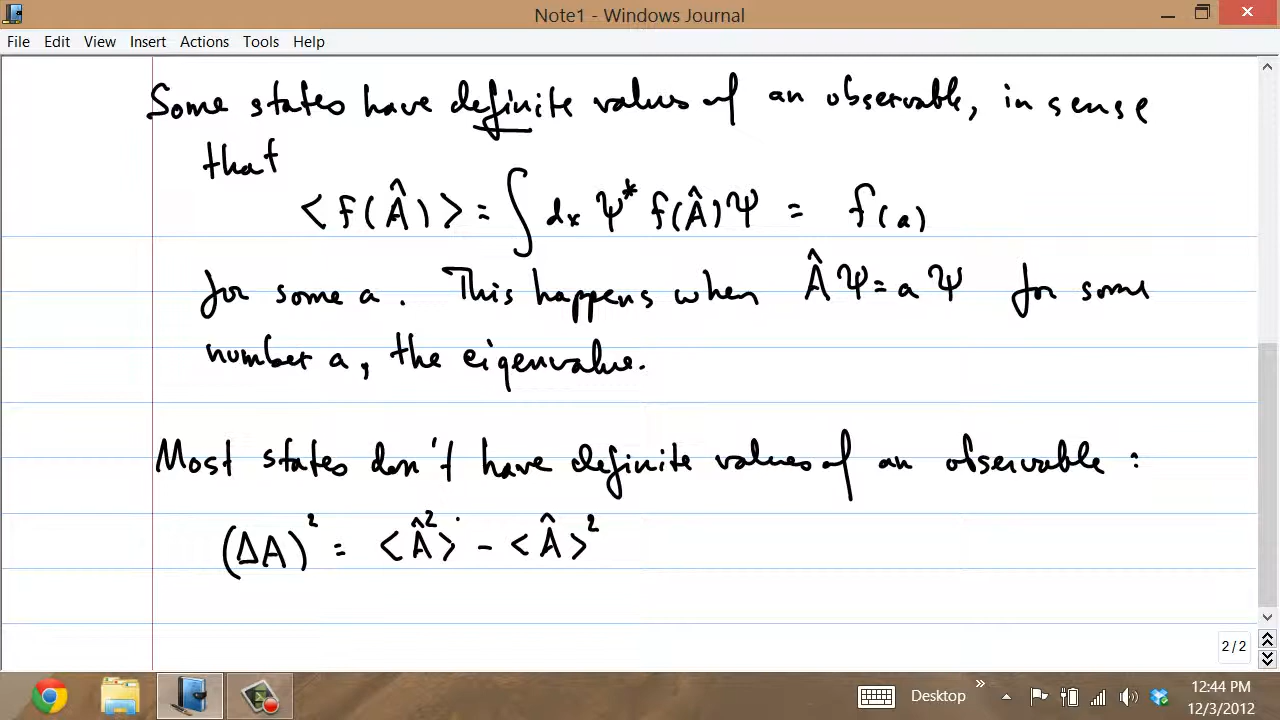 Note1 - Windows Journal
File Edit View Insert Actions Tools Help
Some states have definite values of an observable, in sense
that
<f(Â)> = ∫ dx Ψ* f(Â)Ψ = f(a)
for some a. This happens when ÂΨ = aΨ for some
number a, the eigenvalue.
Most states don't have definite values of an observable :
(ΔA)² = <Â²> - <Â>²
2/2
Desktop
12:44 PM
12/3/2012